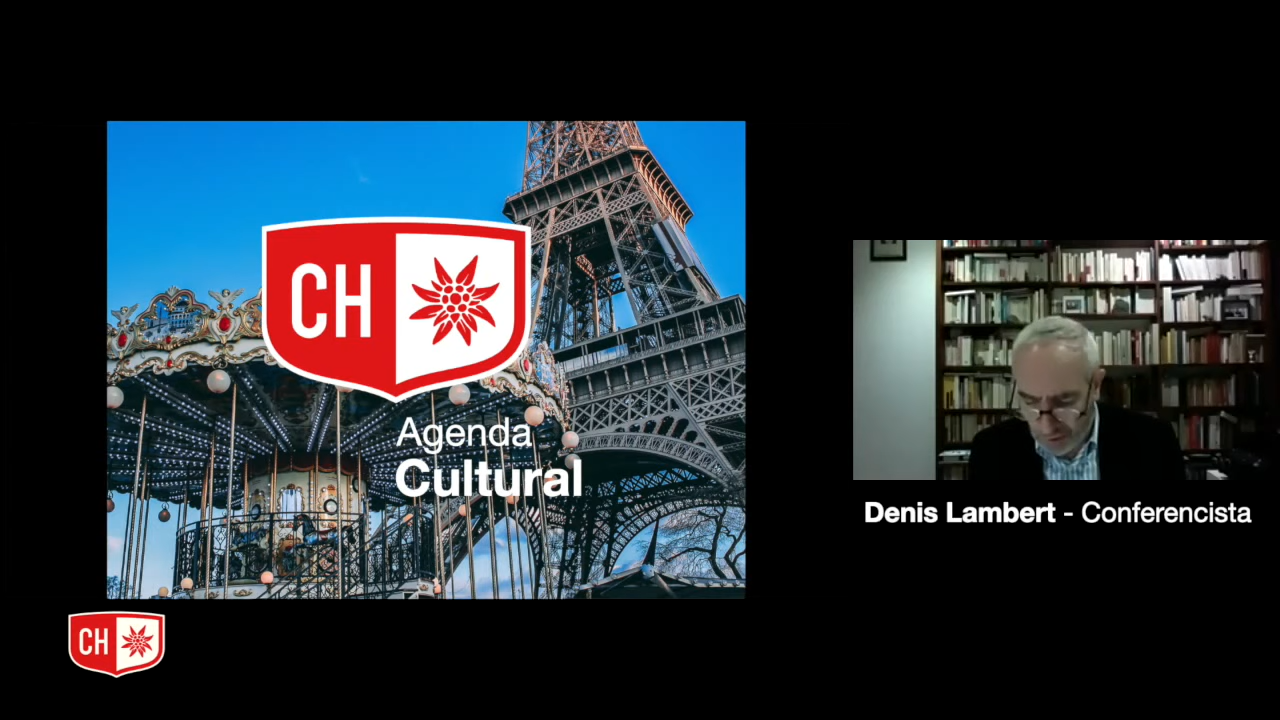 CH
Agenda
Cultural
Denis Lambert - Conferencista
CH